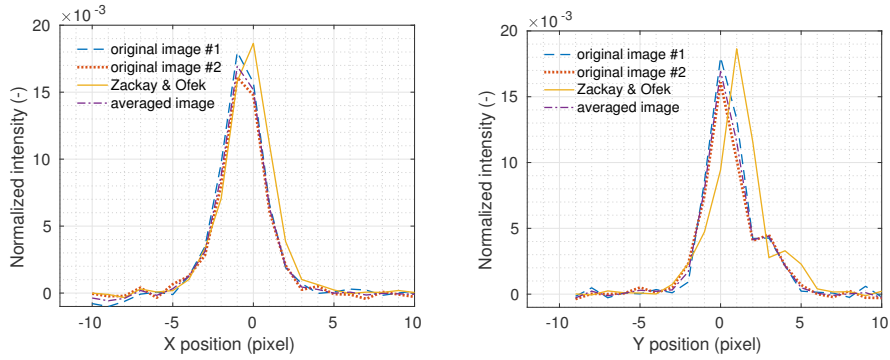 ×10⁻³
20
15
10
5
0
Normalized intensity (-)
original image #1
original image #2
Zackay & Ofek
averaged image
-10
-5
0
5
10
X position (pixel)
×10⁻³
20
15
10
5
0
Normalized intensity (-)
original image #1
original image #2
Zackay & Ofek
averaged image
-10
-5
0
5
10
Y position (pixel)